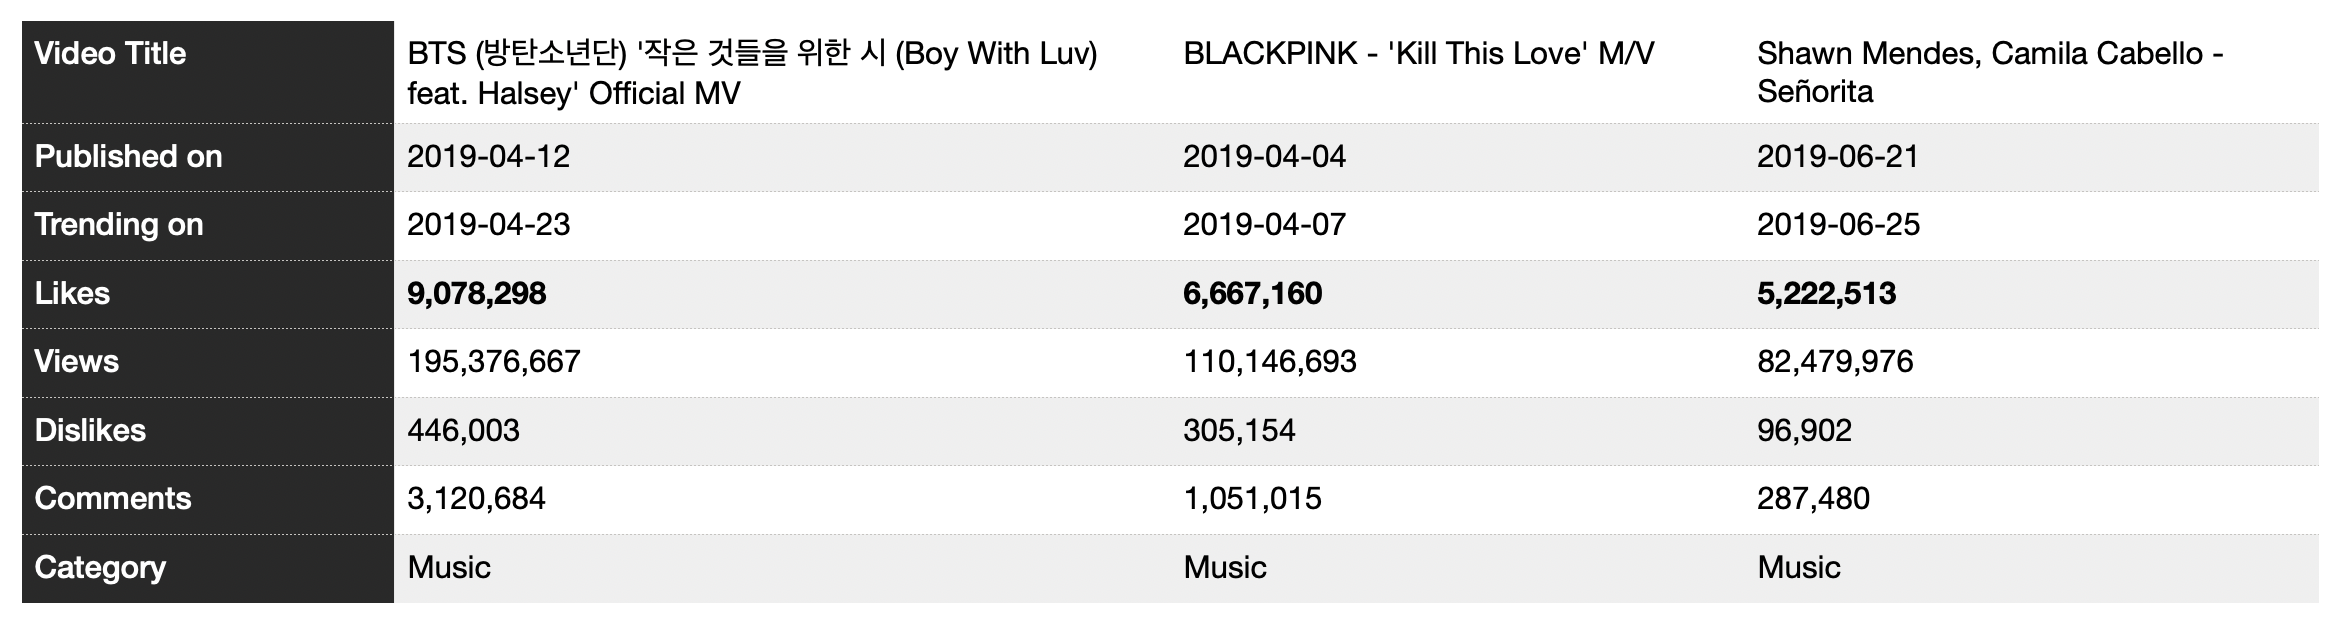 Video Title BTS (방탄소년단) '작은 것들을 위한 시 (Boy With Luv) feat. Halsey' Official MV BLACKPINK - 'Kill This Love' M/V Shawn Mendes, Camila Cabello - Señorita
Published on 2019-04-12 2019-04-04 2019-06-21
Trending on 2019-04-23 2019-04-07 2019-06-25
Likes 9,078,298 6,667,160 5,222,513
Views 195,376,667 110,146,693 82,479,976
Dislikes 446,003 305,154 96,902
Comments 3,120,684 1,051,015 287,480
Category Music Music Music